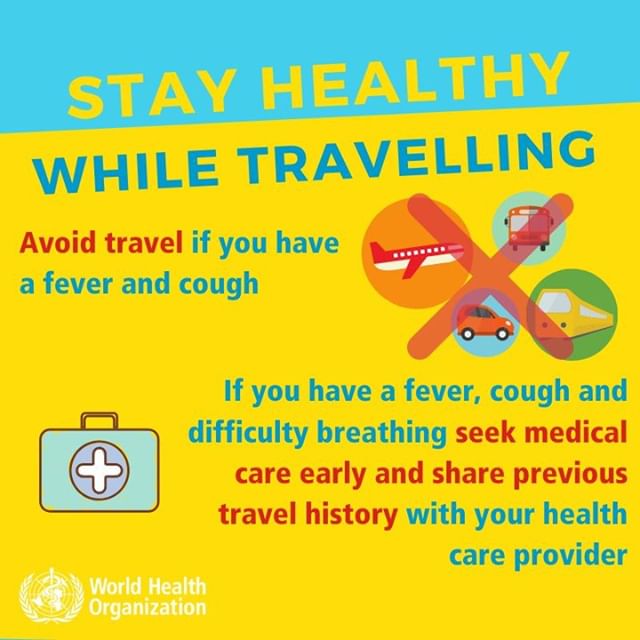 STAY HEALTHY
WHILE TRAVELLING
Avoid travel if you have
a fever and cough
If you have a fever, cough and
difficulty breathing seek medical
care early and share previous
travel history with your health
care provider
World Health
Organization